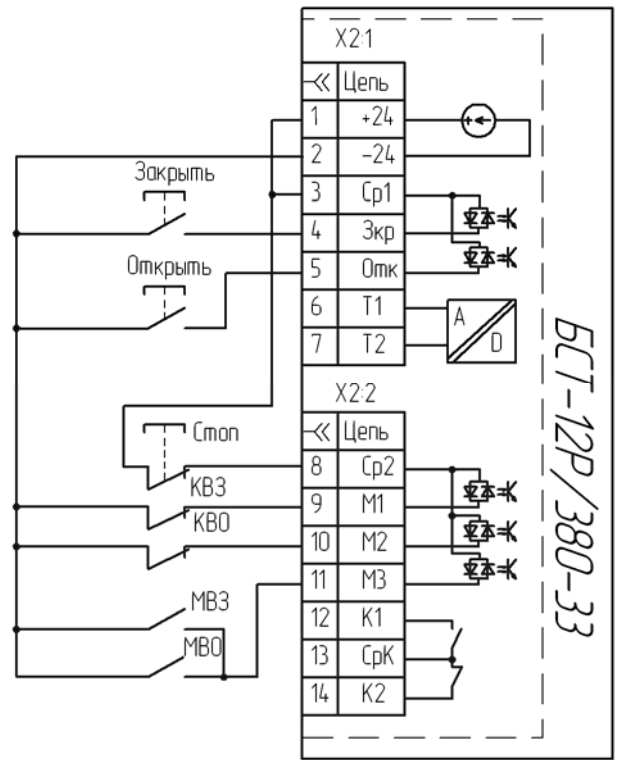 X2:1
Цепь
1 +24
2 -24
3 Ср1
4 Зкр
5 Отк
6 Т1
7 Т2
Закрыть
Открыть
A
D
X2:2
Цепь
8 Ср2
9 М1
10 М2
11 М3
12 К1
13 СрК
14 К2
Стоп
КВЗ
КВО
МВЗ
МВО
БСТ-12Р/380-33